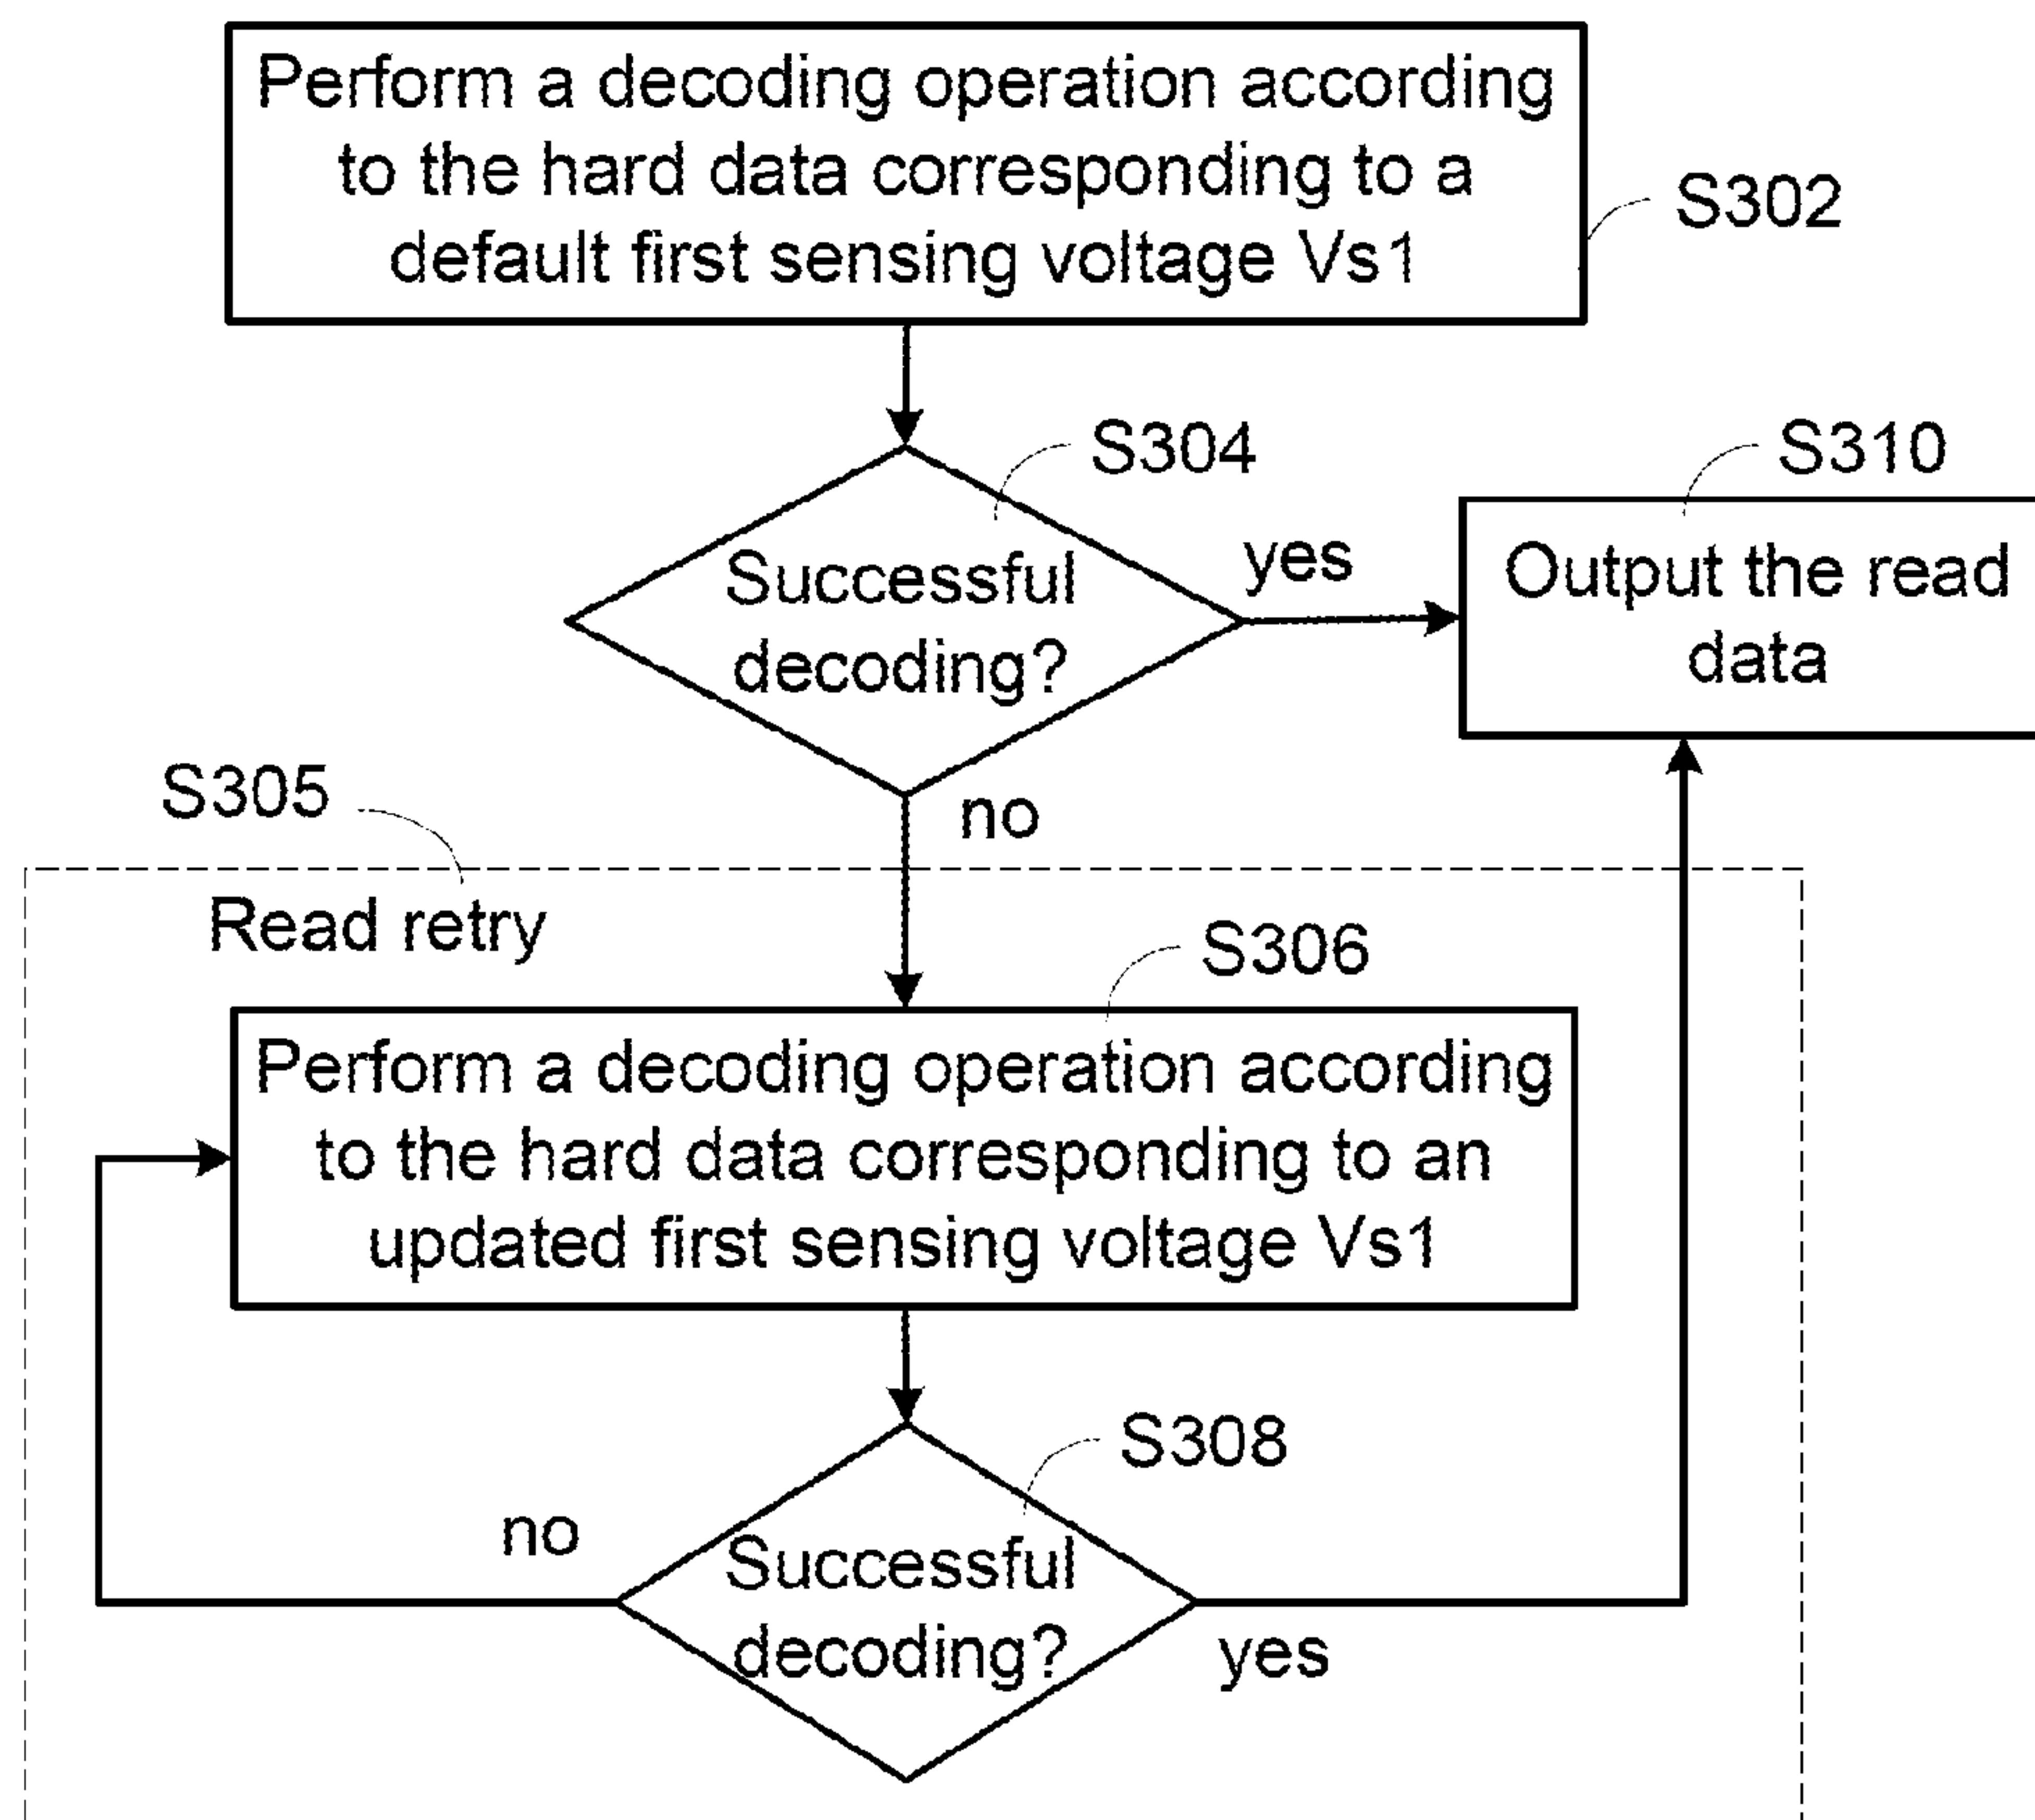 Perform a decoding operation according
to the hard data corresponding to a
default first sensing voltage Vs1
S302
S304
S310
Successful
decoding?
yes
Output the read
data
no
S305
Read retry
S306
Perform a decoding operation according
to the hard data corresponding to an
updated first sensing voltage Vs1
S308
no
Successful
decoding?
yes